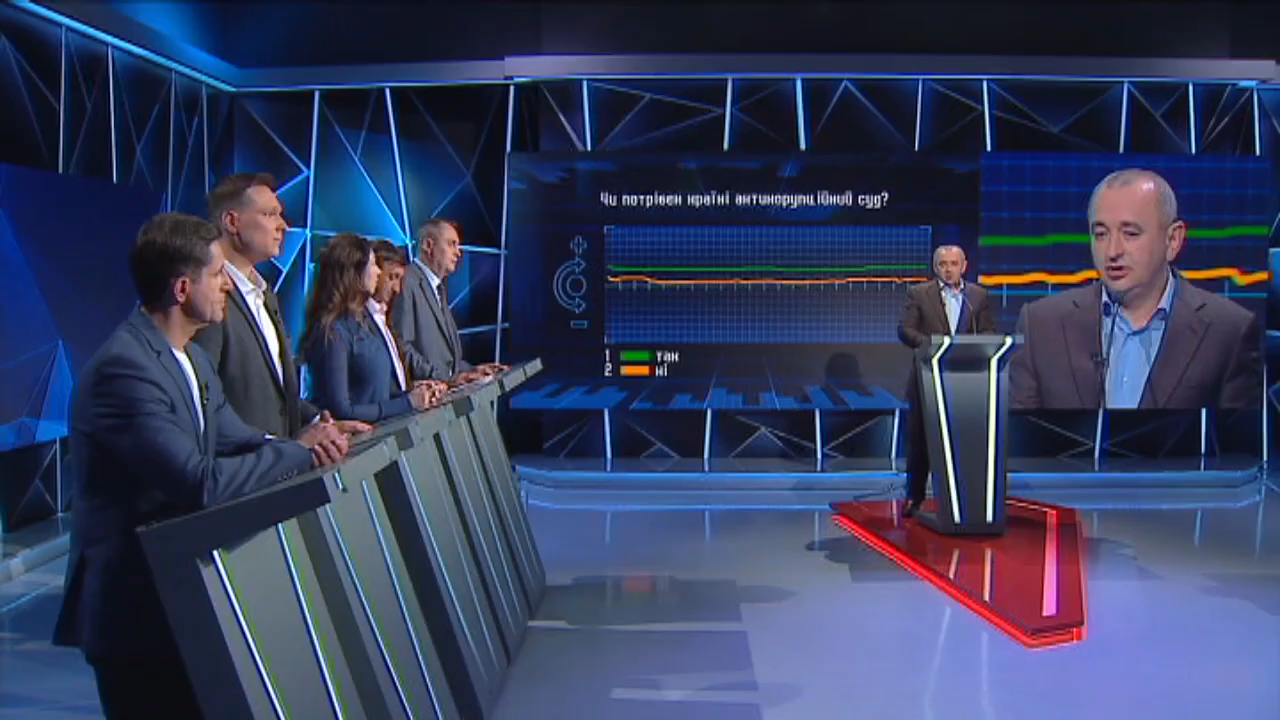 Чи потрібен країні антикорупційний суд?
1 так
2 ні